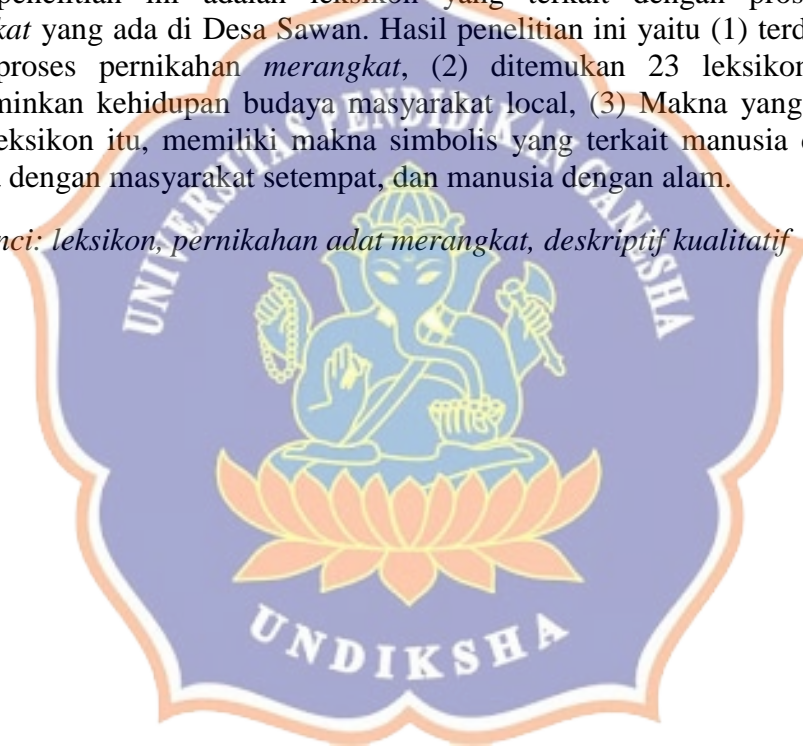 penelitian ini adalah leksikon yang terkait dengan pros
kat yang ada di Desa Sawan. Hasil penelitian ini yaitu (1) terd
proses pernikahan merangkat, (2) ditemukan 23 leksikon
minkan kehidupan budaya masyarakat local, (3) Makna yang
eksikon itu, memiliki makna simbolis yang terkait manusia
dengan masyarakat setempat, dan manusia dengan alam.
nci: leksikon, pernikahan adat merangkat, deskriptif kualitatif
UNIVERSITAS PENDIDIKAN GANESHA
UNDIKSHA